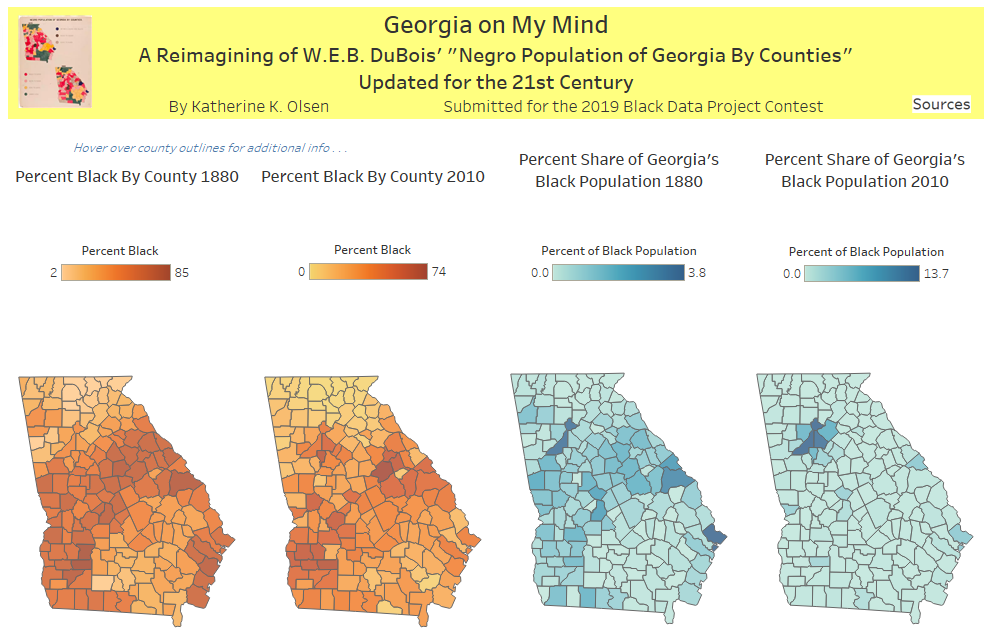 Georgia on My Mind
A Reimagining of W.E.B. DuBois' "Negro Population of Georgia By Counties"
Updated for the 21st Century
By Katherine K. Olsen
Submitted for the 2019 Black Data Project Contest
Sources
Hover over county outlines for additional info . . .
Percent Black By County 1880
Percent Black
2
85
Percent Black By County 2010
Percent Black
0
74
Percent Share of Georgia's
Black Population 1880
Percent of Black Population
0.0
3.8
Percent Share of Georgia's
Black Population 2010
Percent of Black Population
0.0
13.7